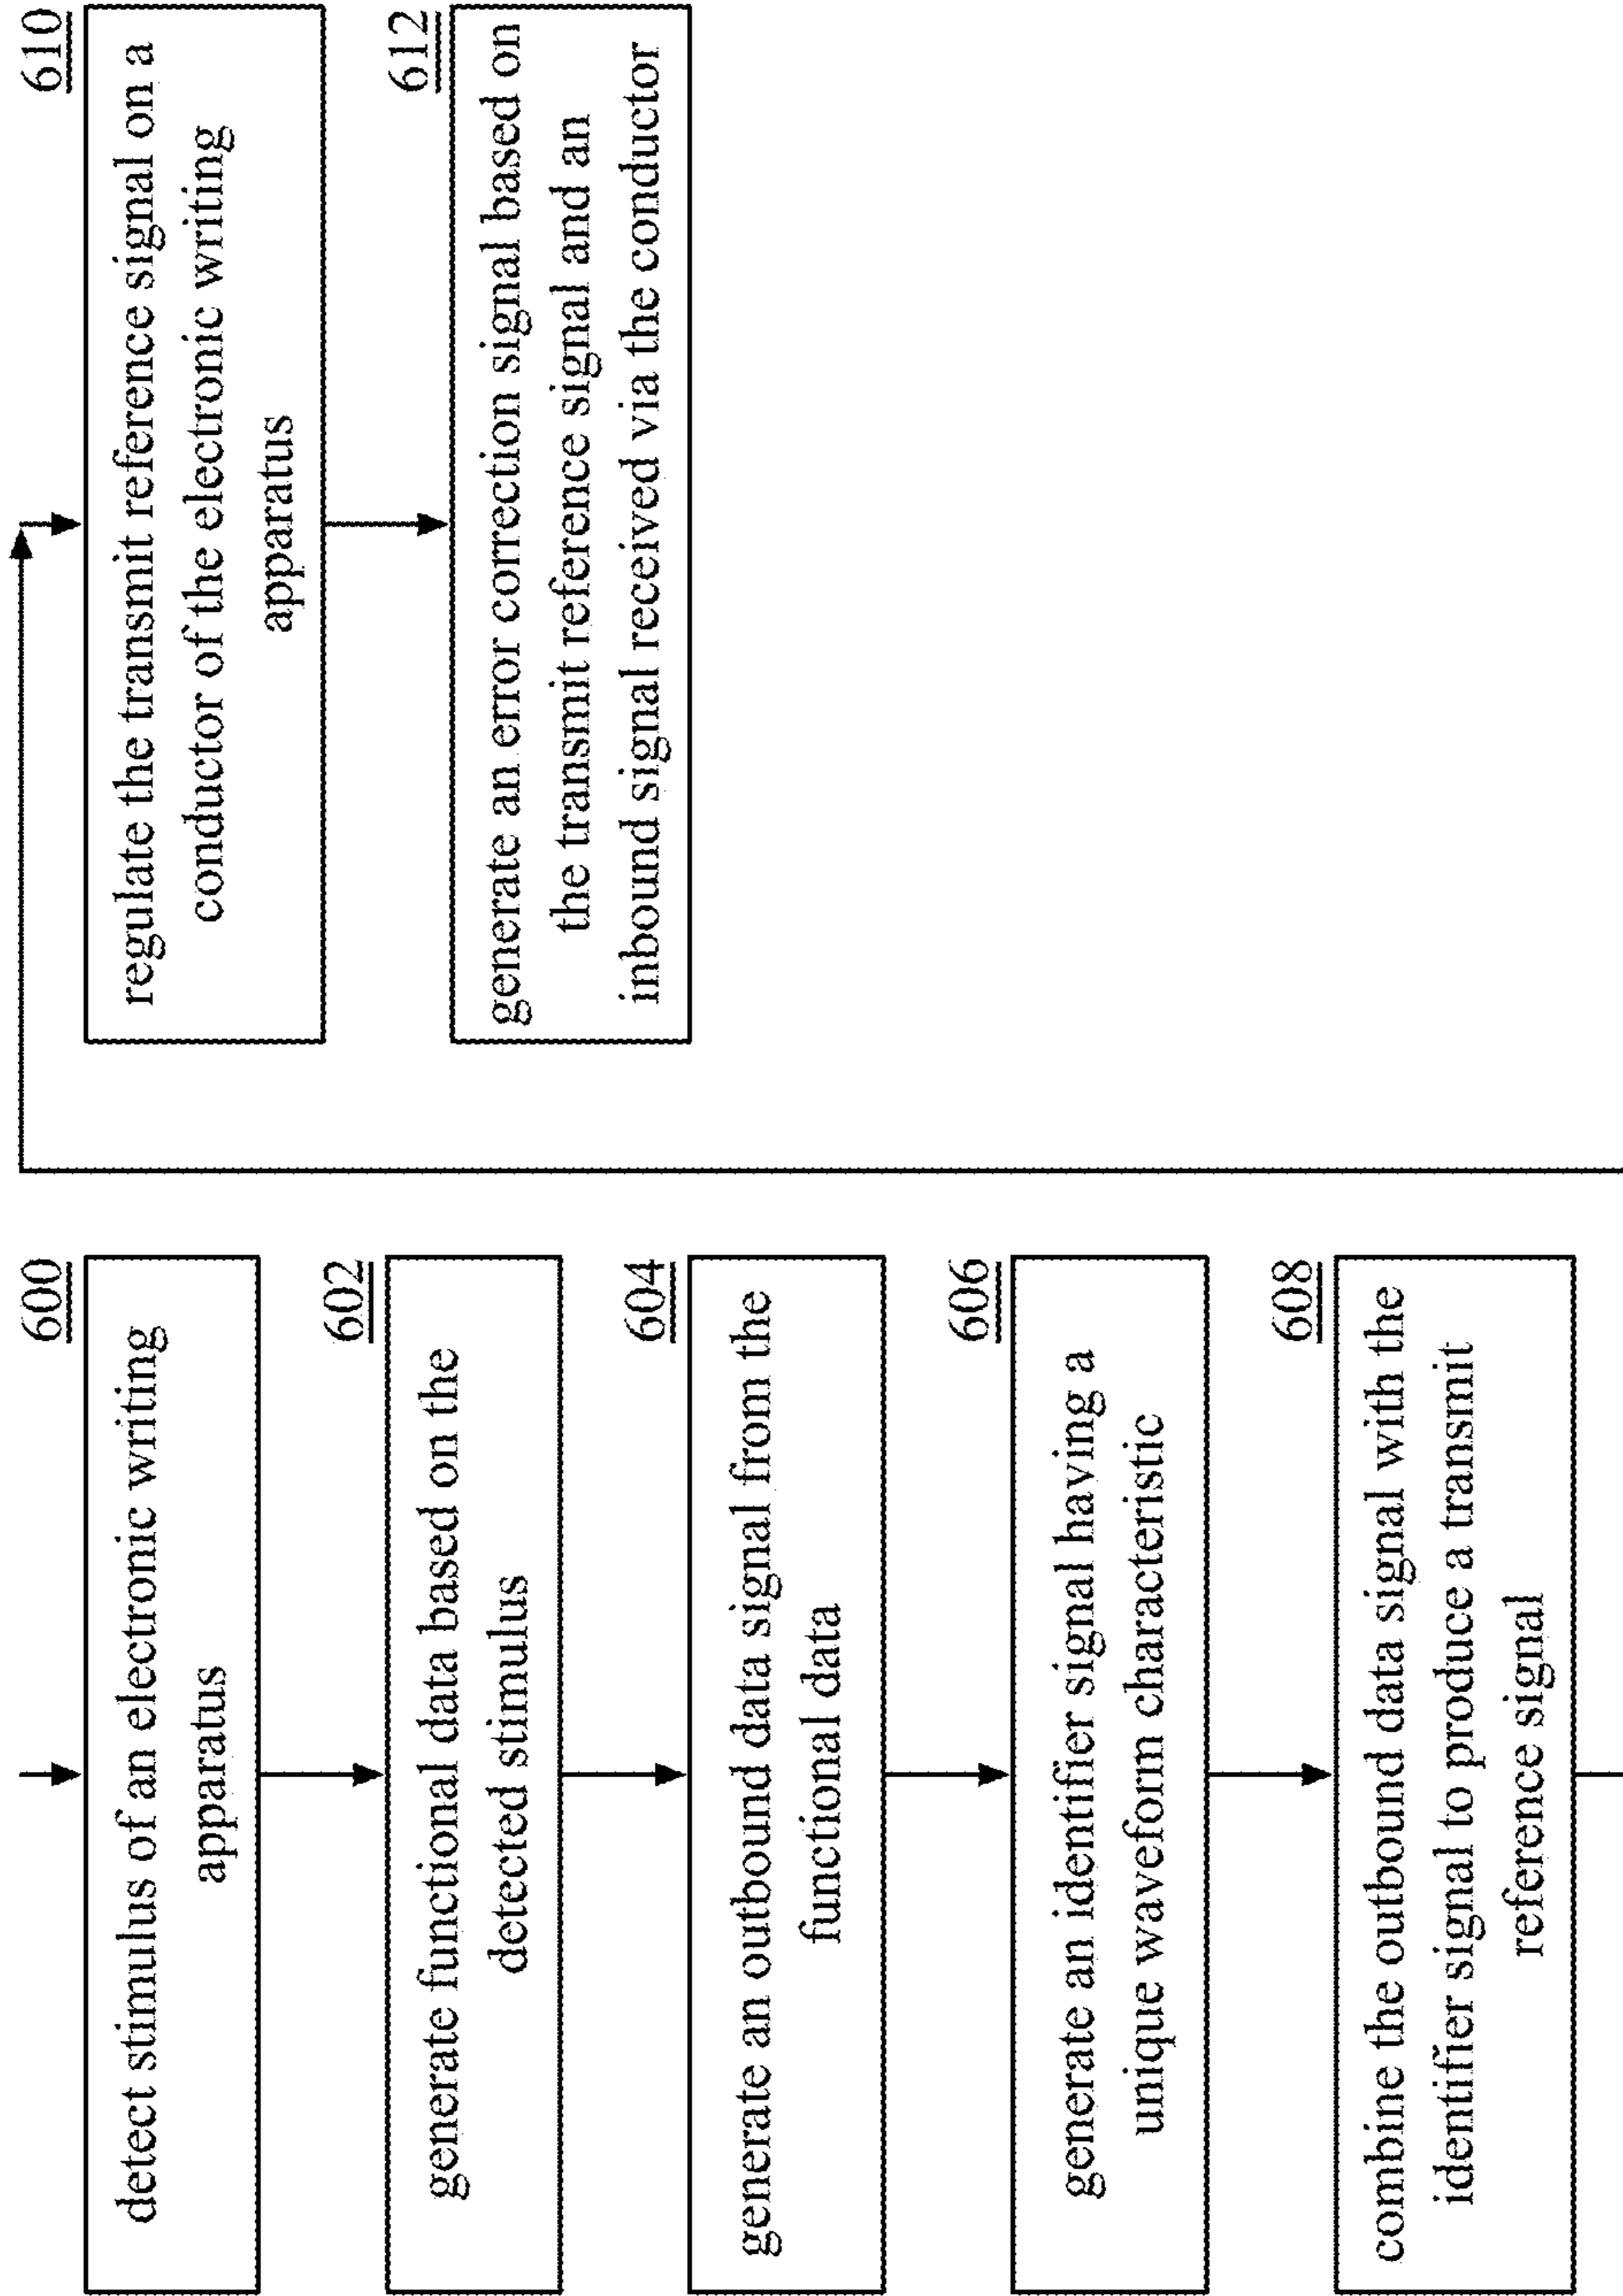 600
detect stimulus of an electronic writing
apparatus
602
generate functional data based on the
detected stimulus
604
generate an outbound data signal from the
functional data
606
generate an identifier signal having a
unique waveform characteristic
608
combine the outbound data signal with the
identifier signal to produce a transmit
reference signal
610
regulate the transmit reference signal on a
conductor of the electronic writing
apparatus
612
generate an error correction signal based on
the transmit reference signal and an
inbound signal received via the conductor